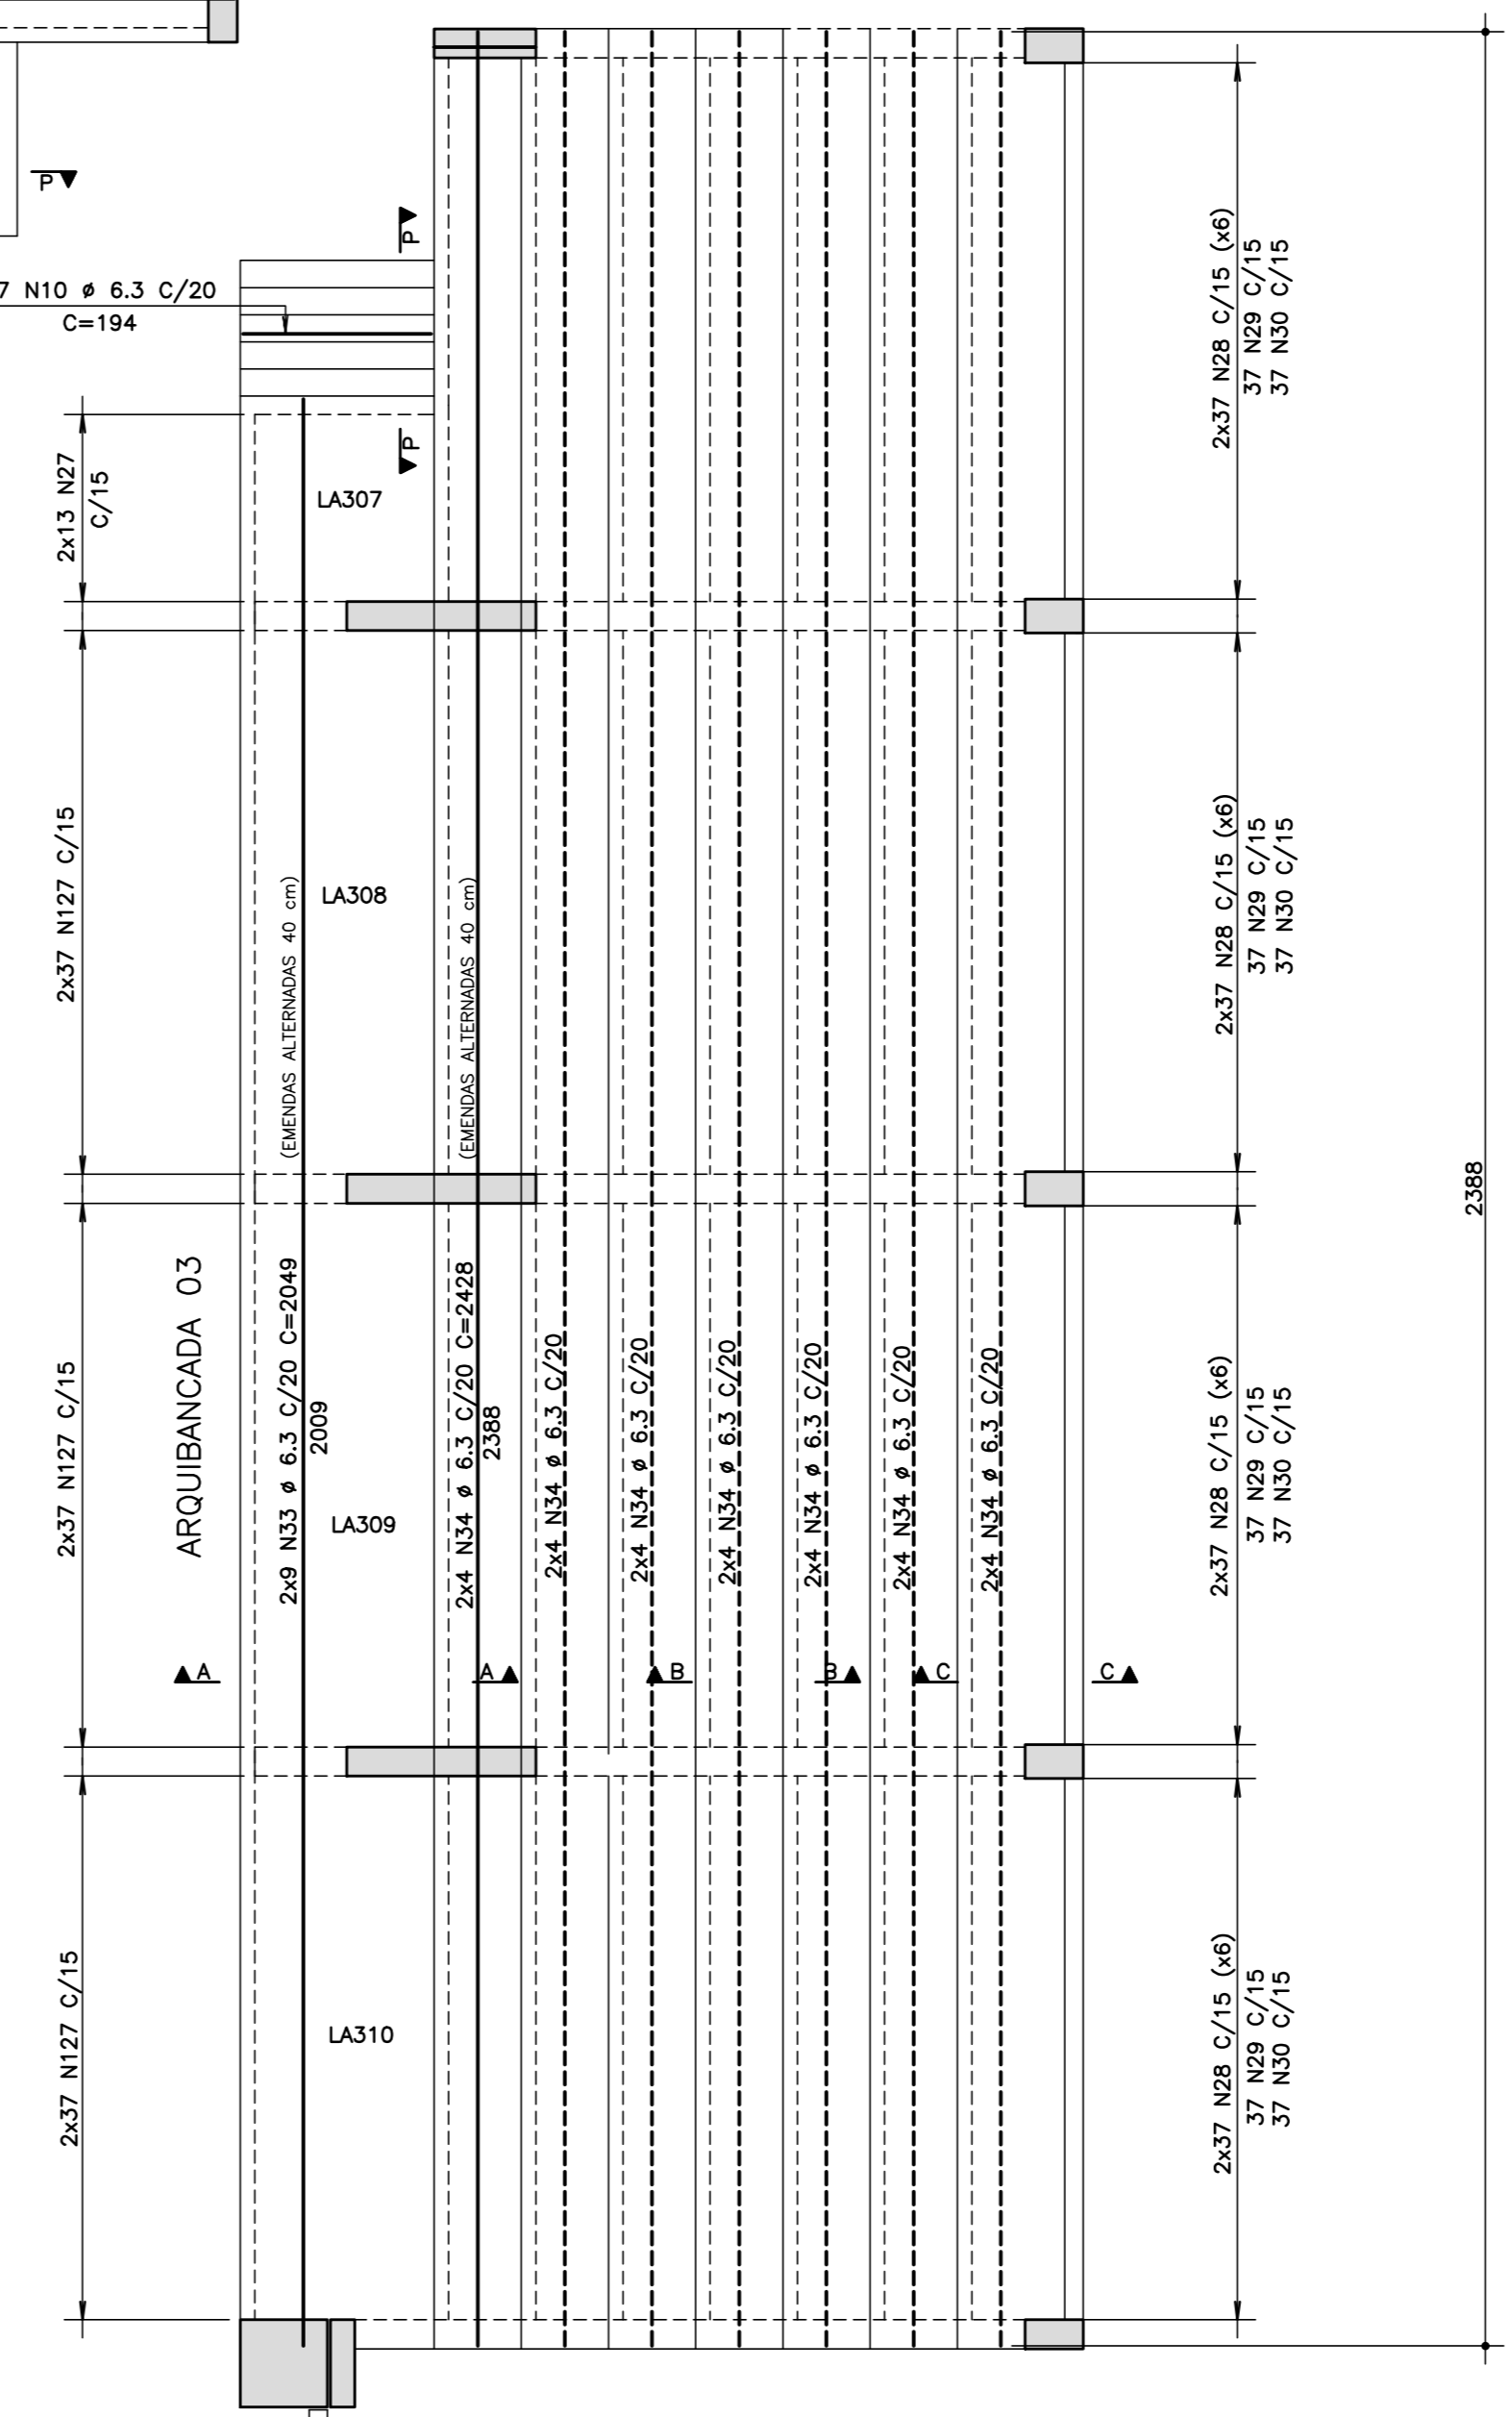 P
P
7 N10 ø 6.3 C/20
C=194
P
2x13 N27
C/15
LA307
2x37 N28 C/15 (x6)
37 N29 C/15
37 N30 C/15
2x37 N127 C/15
(EMENDAS ALTERNADAS 40 cm)
LA308
(EMENDAS ALTERNADAS 40 cm)
2x37 N28 C/15 (x6)
37 N29 C/15
37 N30 C/15
2388
2x37 N127 C/15
ARQUIBANCADA 03
2x9 N33 ø 6.3 C/20 C=2049
2009
LA309
2x4 N34 ø 6.3 C/20 C=2428
2388
2x4 N34 ø 6.3 C/20
2x4 N34 ø 6.3 C/20
2x4 N34 ø 6.3 C/20
2x4 N34 ø 6.3 C/20
2x4 N34 ø 6.3 C/20
2x4 N34 ø 6.3 C/20
2x37 N28 C/15 (x6)
37 N29 C/15
37 N30 C/15
A
A
B
B
C
C
2x37 N127 C/15
LA310
2x37 N28 C/15 (x6)
37 N29 C/15
37 N30 C/15